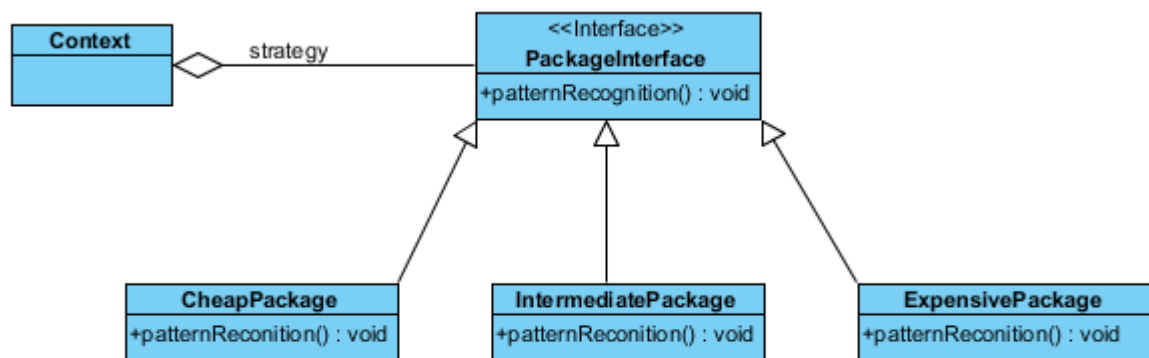 Context
strategy
<<Interface>>
PackageInterface
+patternRecognition() : void
CheapPackage
+patternReconition() : void
IntermediatePackage
+patternReconition() : void
ExpensivePackage
+patternReconition() : void